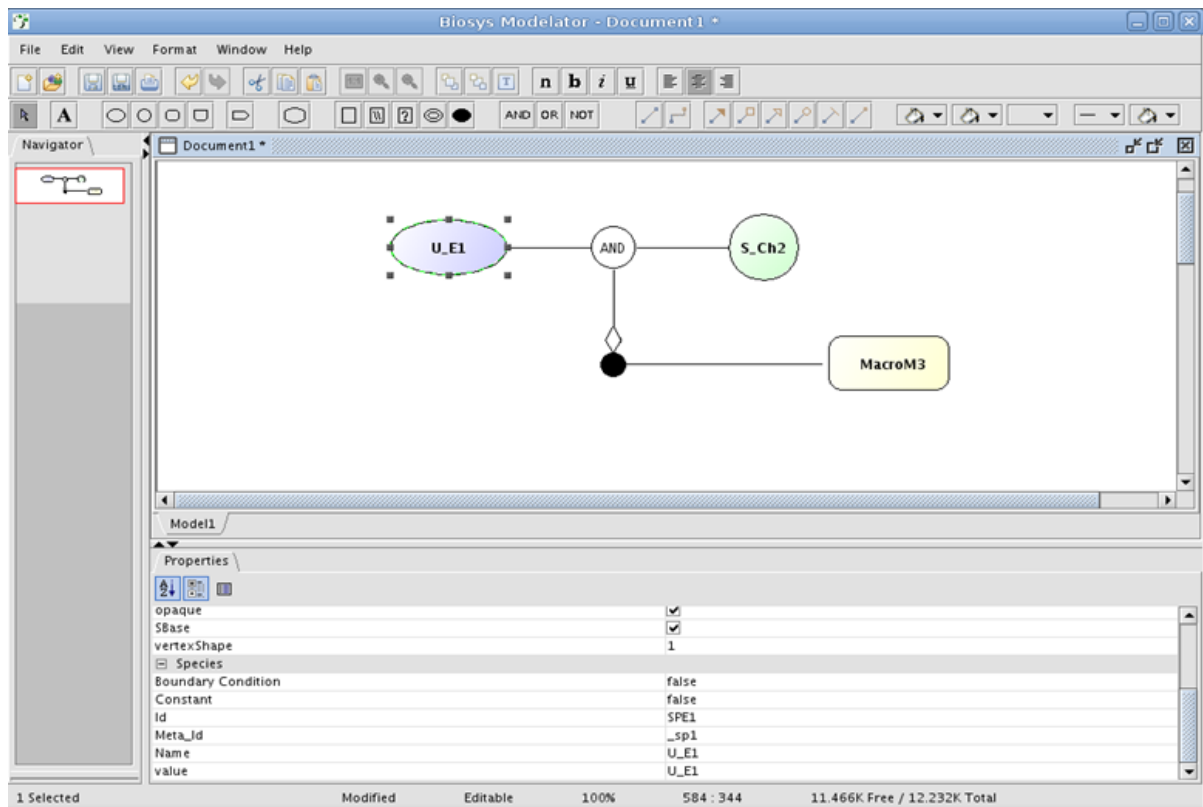 Biosys Modelator - Document1 *
File Edit View Format Window Help
T n b i u
A ? AND OR NOT
Navigator
Document1 *
U_E1
AND
S_Ch2
MacroM3
Model1
Properties
opaque
SBase
vertexShape 1
Species
Boundary Condition false
Constant false
Id SPE1
Meta_Id _sp1
Name U_E1
value U_E1
1 Selected Modified Editable 100% 584 : 344 11.466K Free / 12.232K Total